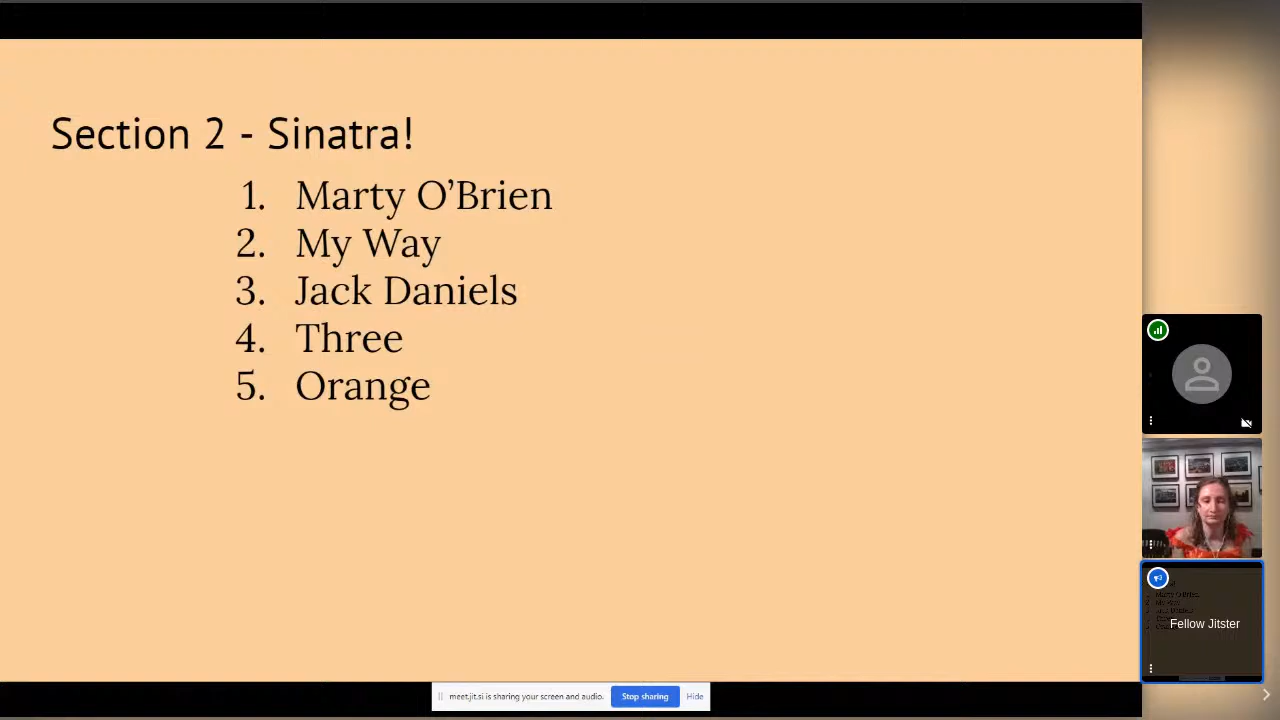 Section 2 - Sinatra!
1. Marty O’Brien
2. My Way
3. Jack Daniels
4. Three
5. Orange
Fellow Jitster
meet.jit.si is sharing your screen and audio. Stop sharing Hide